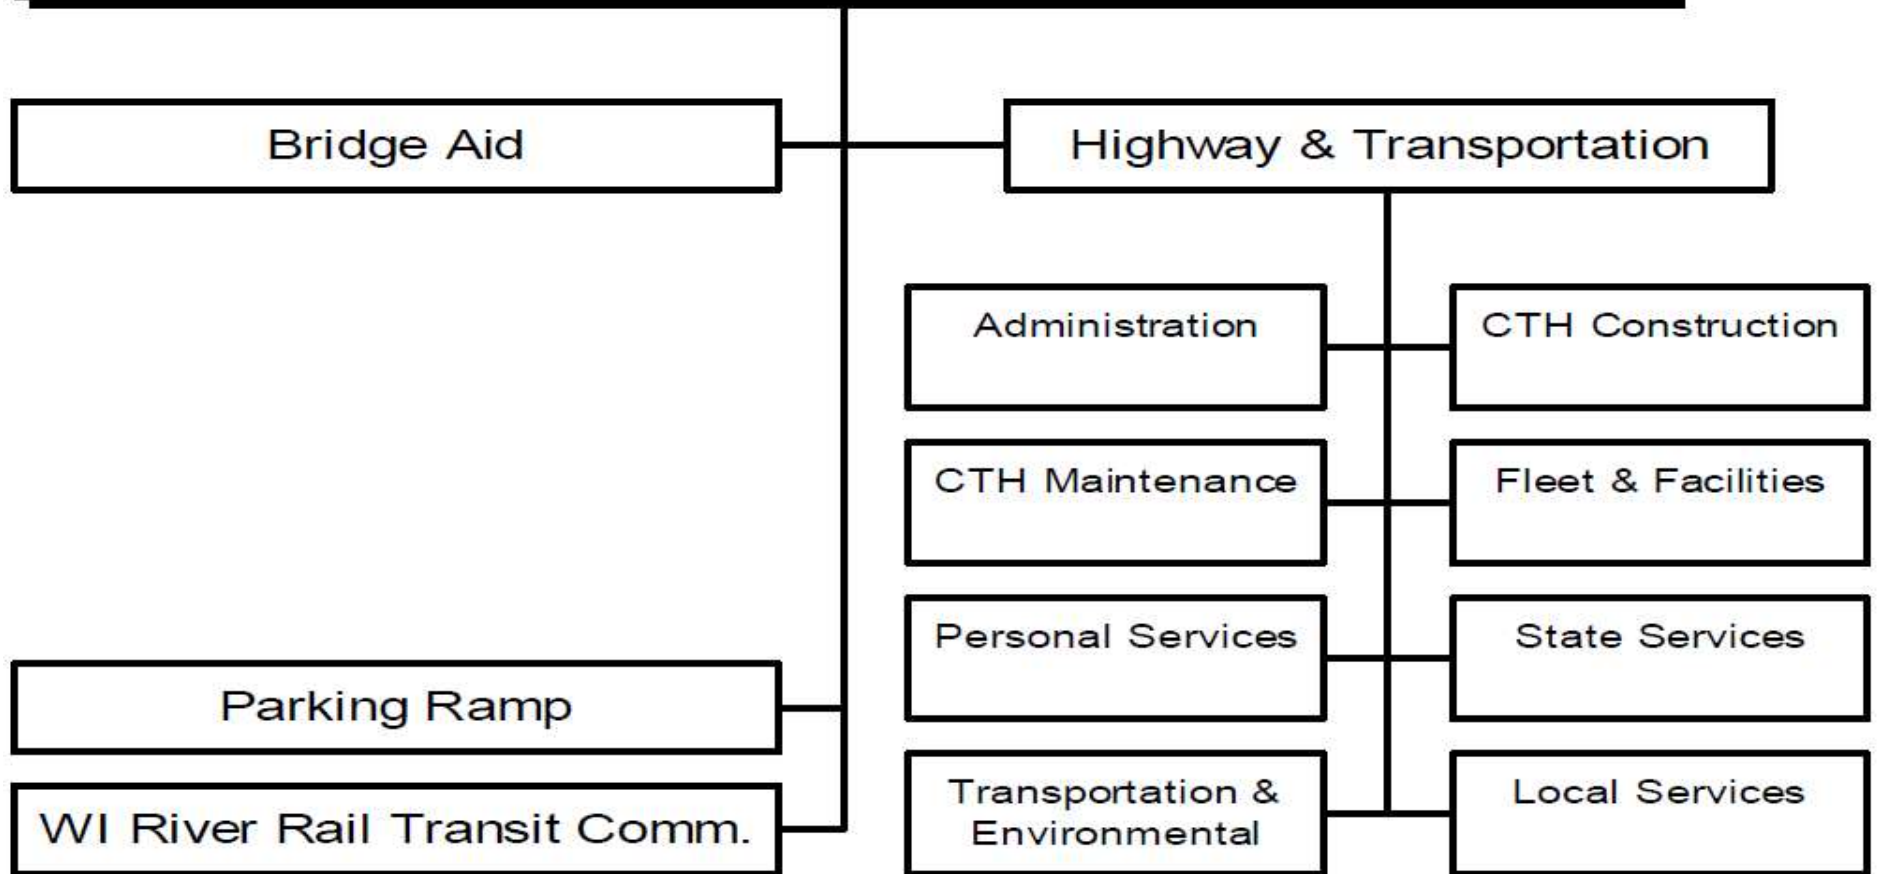 Bridge Aid
Highway & Transportation
Administration
CTH Construction
CTH Maintenance
Fleet & Facilities
Personal Services
State Services
Parking Ramp
Transportation &
Environmental
Local Services
WI River Rail Transit Comm.